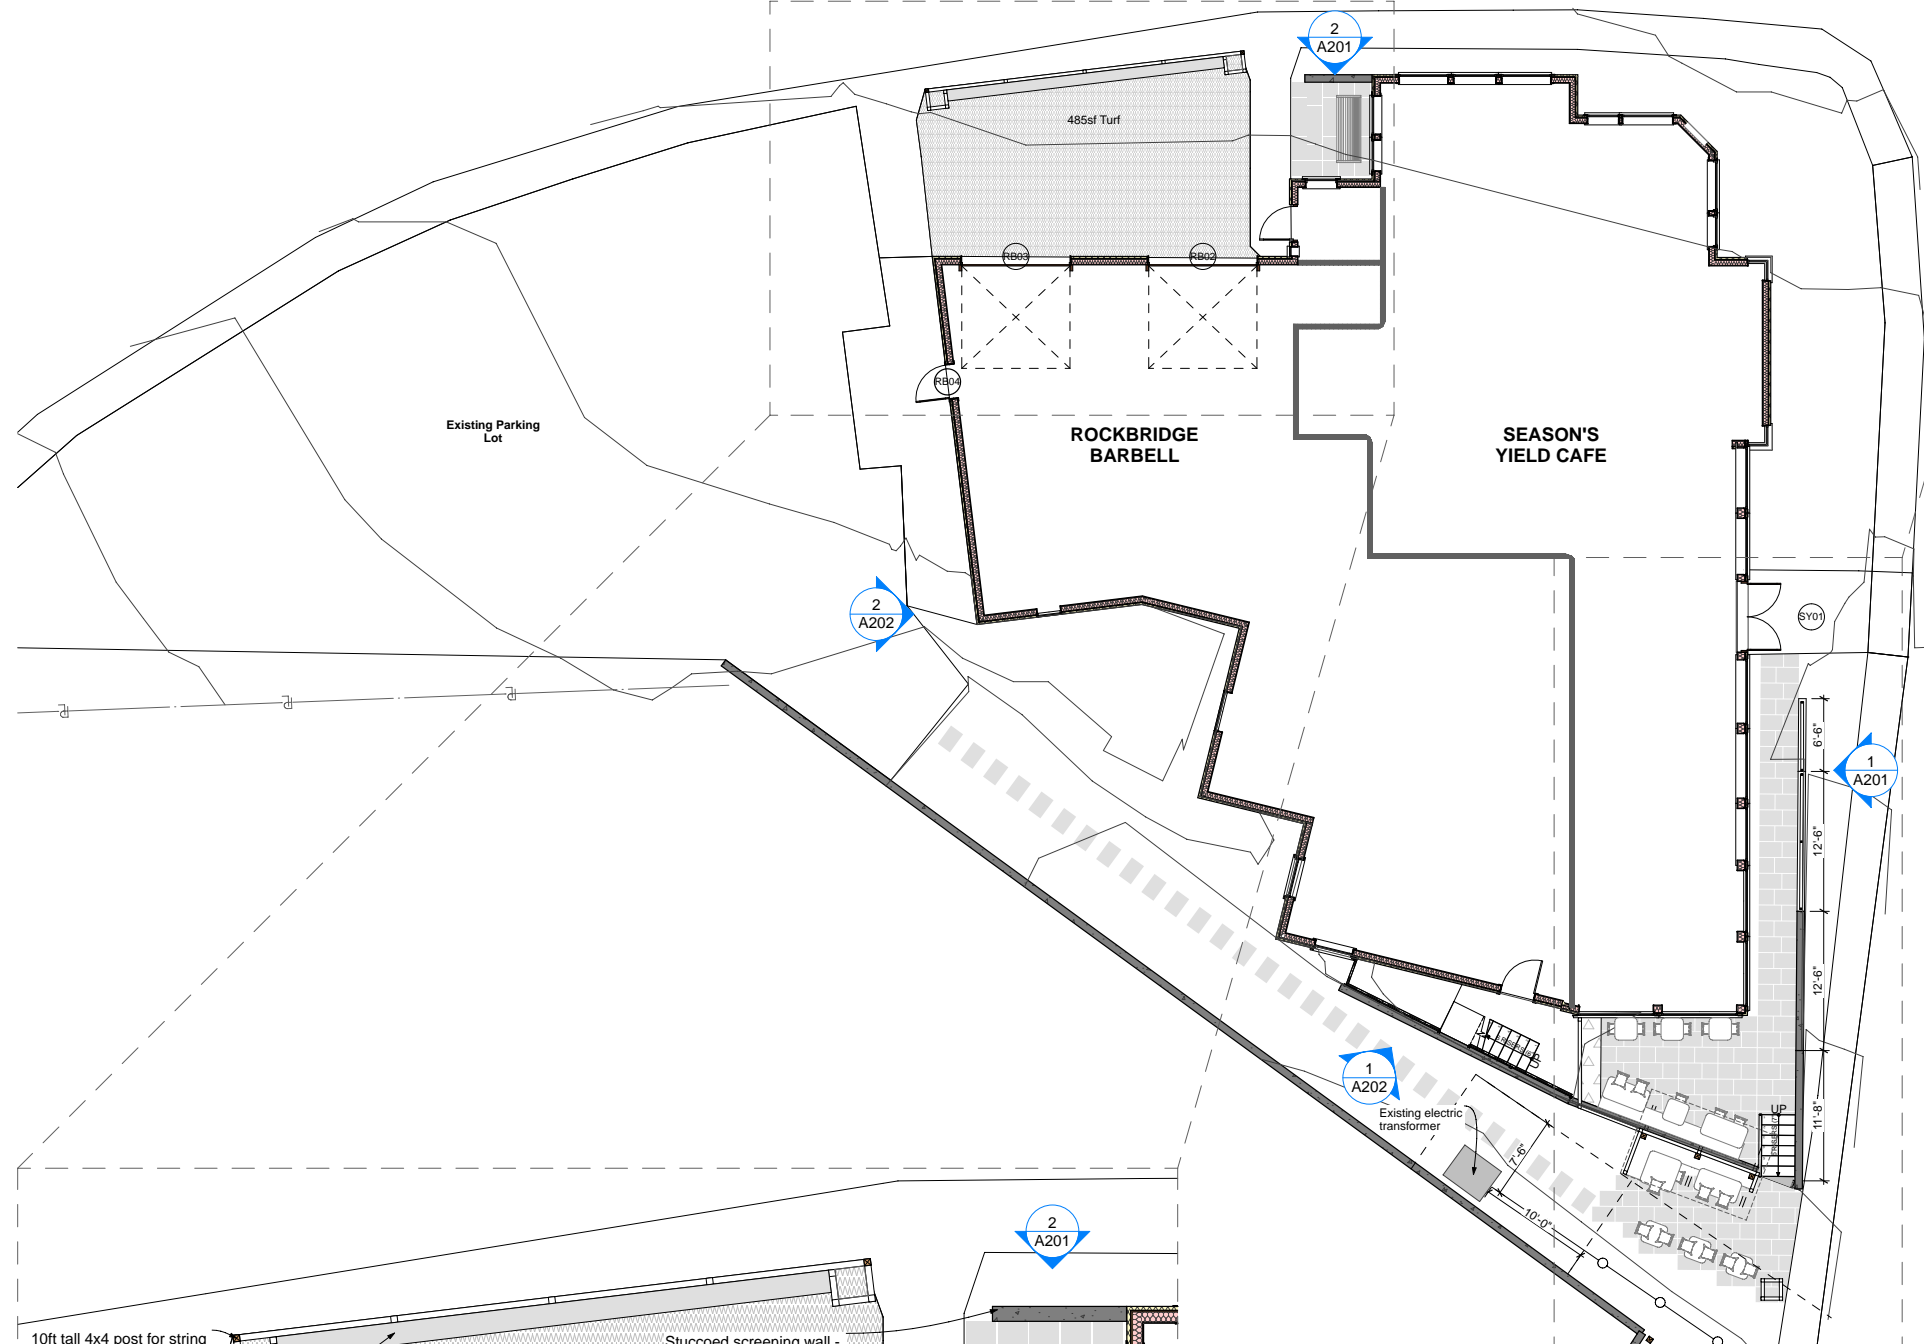 2
A201
485sf Turf
RB03
RB02
RB04
Existing Parking
Lot
ROCKBRIDGE
BARBELL
SEASON'S
YIELD CAFE
2
A202
SY01
6'-6"
1
A201
12'-6"
12'-6"
11'-8"
1
A202
Existing electric
transformer
UP
7'-6"
10'-0"
2
A201
10ft tall 4x4 post for string
Stuccoed screening wall -